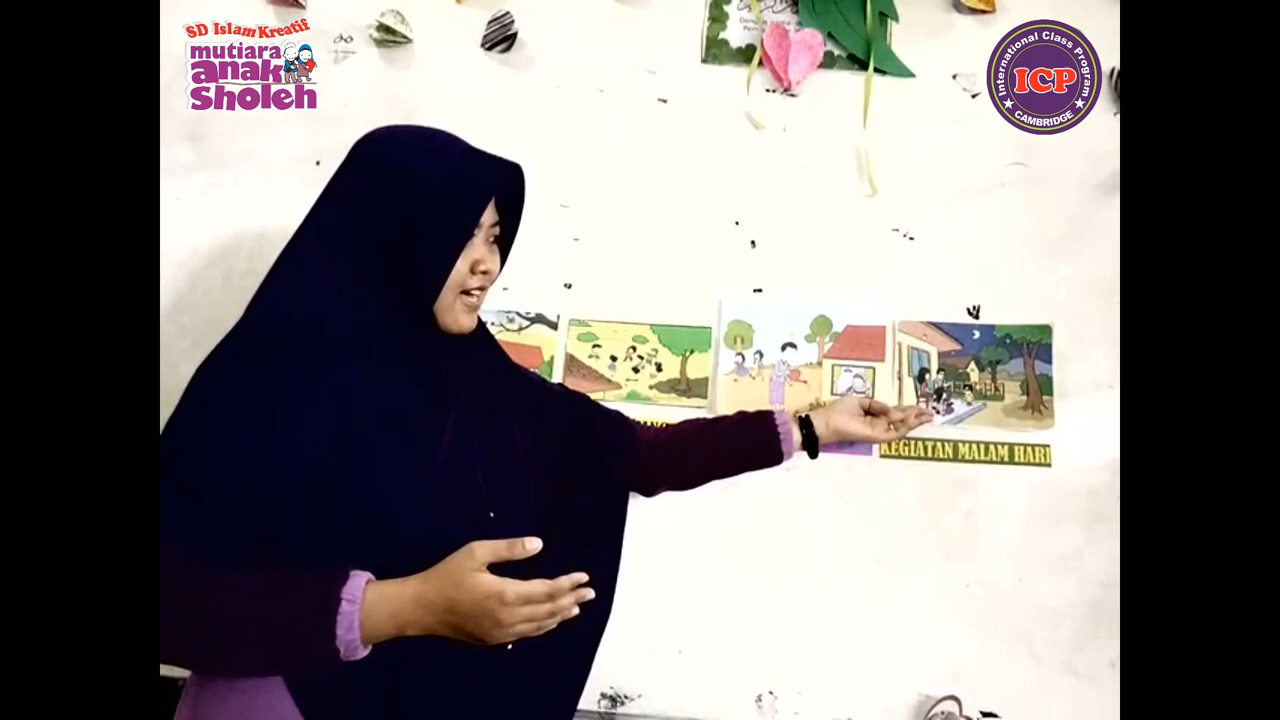 SD Islam Kreatif
mutiara
anak
Sholeh
International Class Program
ICP
CAMBRIDGE
KEGIATAN MALAM HARI